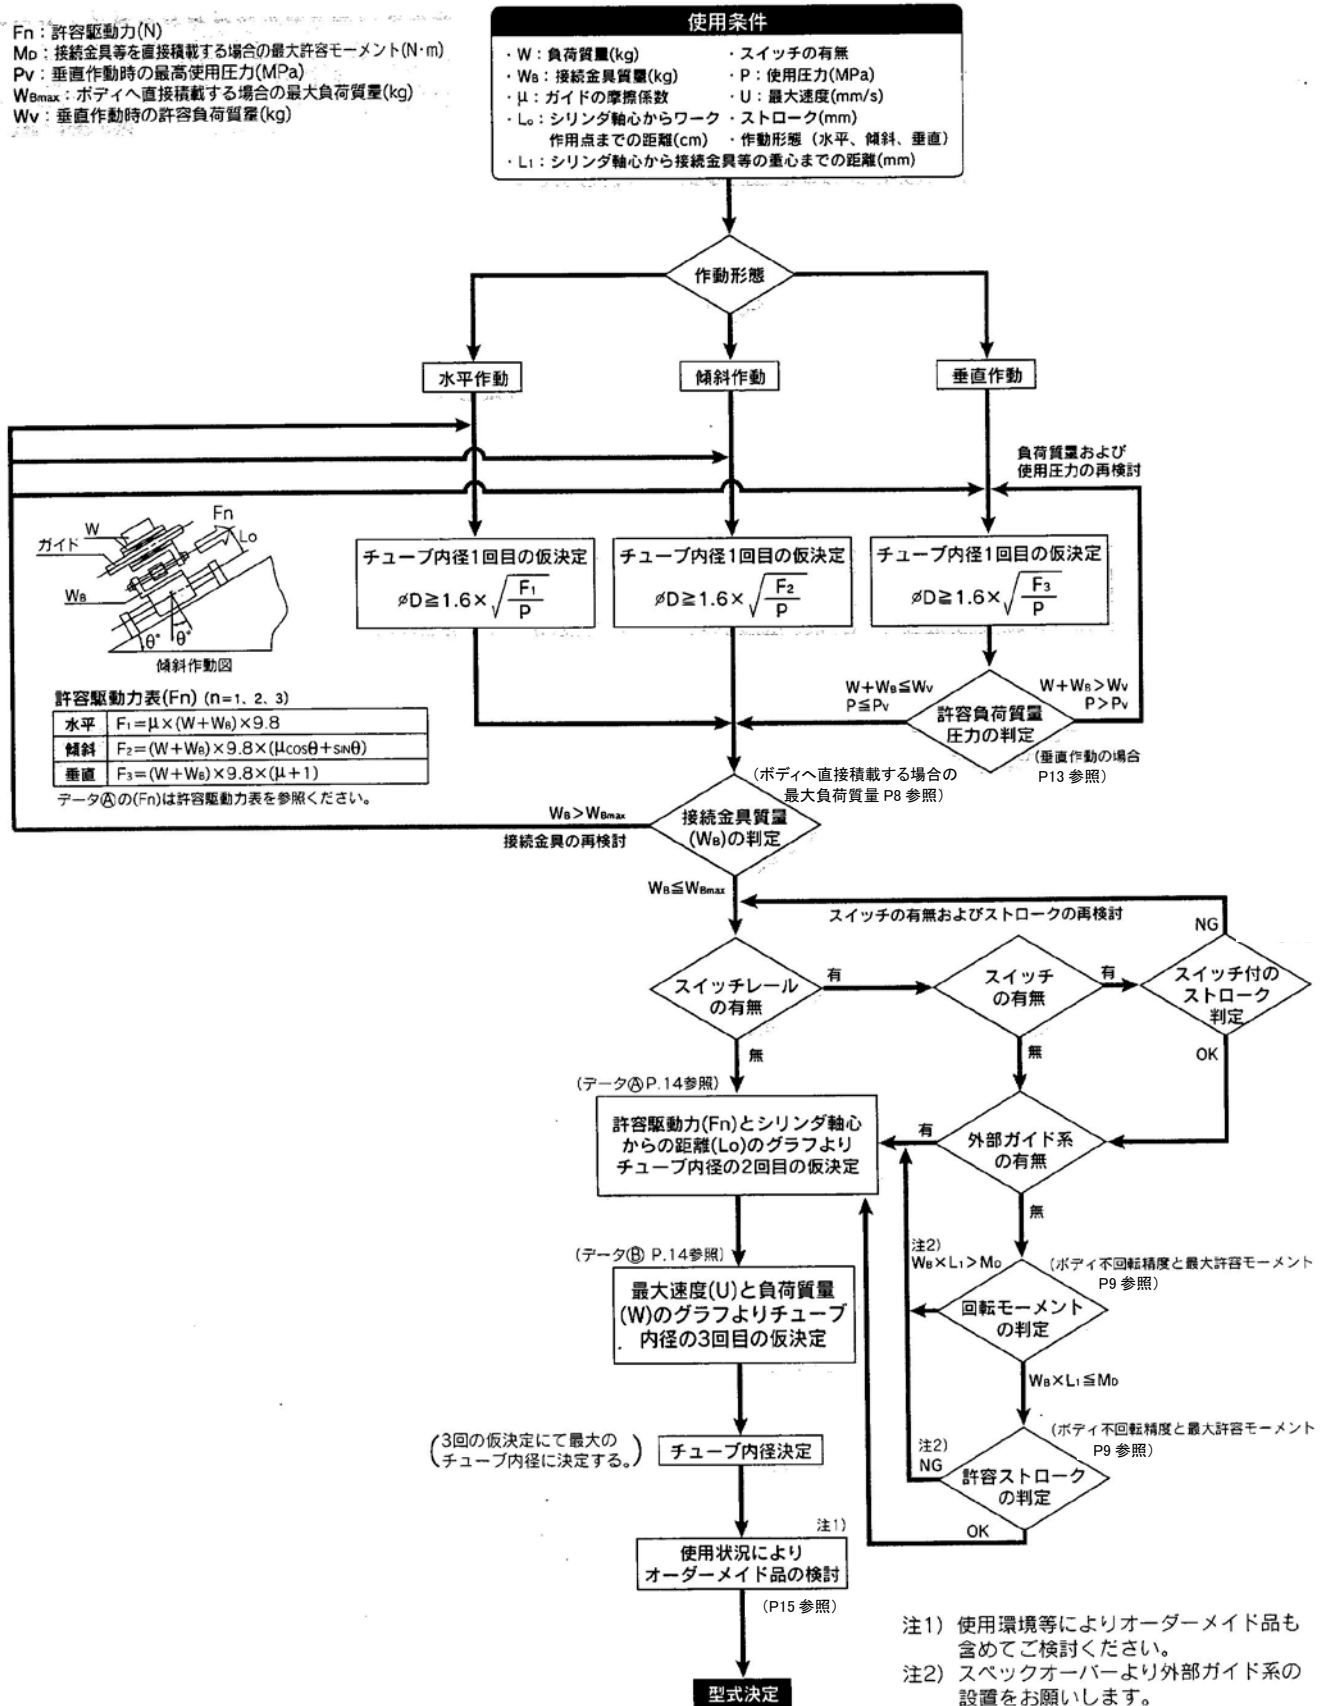 Fn：許容駆動力(N)
MD：接続金具等を直接積載する場合の最大許容モーメント(N·m)
Pv：垂直作動時の最高使用圧力(MPa)
WBmax：ボディへ直接積載する場合の最大負荷質量(kg)
Wv：垂直作動時の許容負荷質量(kg)
使用条件
・W：負荷質量(kg)
・スイッチの有無
・WB：接続金具質量(kg)
・P：使用圧力(MPa)
・μ：ガイドの摩擦係数
・U：最大速度(mm/s)
・Lo：シリンダ軸心からワーク
作用点までの距離(cm)
・ストローク(mm)
・作動形態（水平、傾斜、垂直）
・L1：シリンダ軸心から接続金具等の重心までの距離(mm)
作動形態
水平作動
傾斜作動
垂直作動
負荷質量および
使用圧力の再検討
W
Fn
Lo
ガイド
WB
θ°
θ°
傾斜作動図
チューブ内径1回目の仮決定
øD≧1.6×√F1/P
チューブ内径1回目の仮決定
øD≧1.6×√F2/P
チューブ内径1回目の仮決定
øD≧1.6×√F3/P
許容駆動力表(Fn) (n=1、2、3)
水平 F1=μ×(W+WB)×9.8
傾斜 F2=(W+WB)×9.8×(μcosθ+SINθ)
垂直 F3=(W+WB)×9.8×(μ+1)
データⒶの(Fn)は許容駆動力表を参照ください。
W+WB≦Wv
P≦Pv
W+WB>Wv
P>Pv
許容負荷質量
圧力の判定
(垂直作動の場合
P13 参照)
(ボディへ直接積載する場合の
最大負荷質量 P8 参照)
WB>WBmax
接続金具の再検討
接続金具質量
(WB)の判定
WB≦WBmax
スイッチの有無およびストロークの再検討
NG
スイッチレール
の有無
有
スイッチ
の有無
有
スイッチ付の
ストローク
判定
無
無
OK
(データⒶP.14参照)
許容駆動力(Fn)とシリンダ軸心
からの距離(Lo)のグラフより
チューブ内径の2回目の仮決定
有
外部ガイド系
の有無
無
(データⒷ P.14参照)
注2)
WB×L1>MD
(ボディ不回転精度と最大許容モーメント
P9 参照)
最大速度(U)と負荷質量
(W)のグラフよりチューブ
内径の3回目の仮決定
回転モーメント
の判定
WB×L1≦MD
(3回の仮決定にて最大の
チューブ内径に決定する。)
チューブ内径決定
(ボディ不回転精度と最大許容モーメント
P9 参照)
注2)
NG
許容ストローク
の判定
OK
注1)
使用状況により
オーダーメイド品の検討
(P15 参照)
型式決定
注1) 使用環境等によりオーダーメイド品も
含めてご検討ください。
注2) スペックオーバーより外部ガイド系の
設置をお願いします。